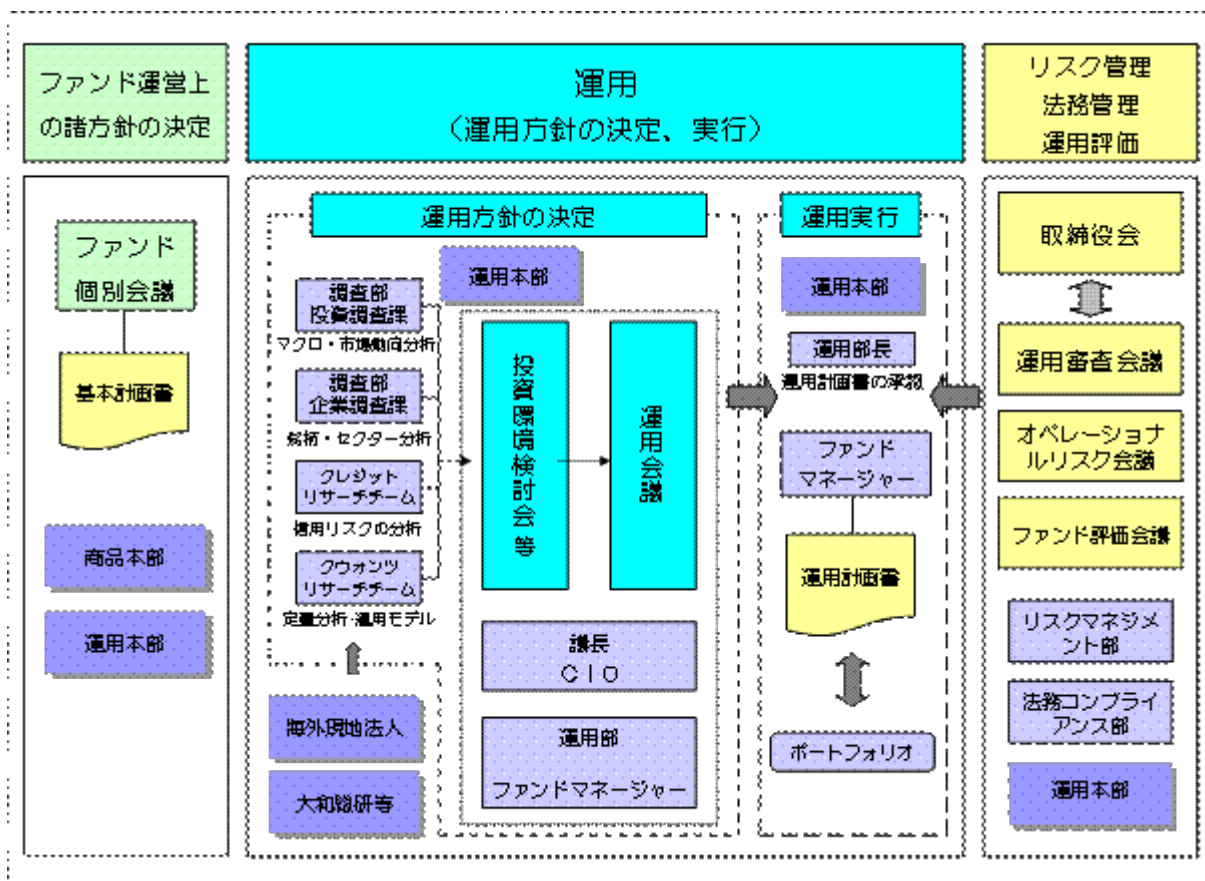 ファンド運営上
の諸方針の決定
運用
（運用方針の決定、実行）
リスク管理
法務管理
運用評価
ファンド
個別会議
基本計画書
商品本部
運用本部
運用方針の決定
運用本部
調査部
投資調査課
マクロ・市場動向分析
調査部
企業調査課
銘柄・セクター分析
クレジット
リサーチチーム
信用リスクの分析
クウォンツ
リサーチチーム
定量分析・運用モデル
海外現地法人
大和総研等
投資環境検討会等
運用会議
議長
ＣＩＯ
運用部
ファンドマネージャー
運用実行
運用本部
運用部長
運用計画書の承認
ファンド
マネージャー
運用計画書
ポートフォリオ
取締役会
運用審査会議
オペレーショナ
ルリスク会議
ファンド評価会議
リスクマネジメ
ント部
法務コンプライ
アンス部
運用本部